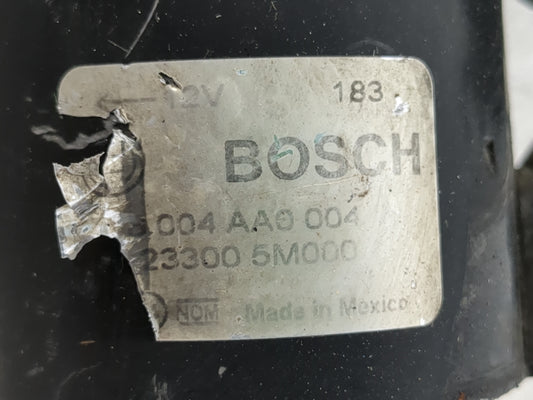 ←12V 183
BOSCH
.004 AA0 004
23300 5M000
NOM Made in Mexico